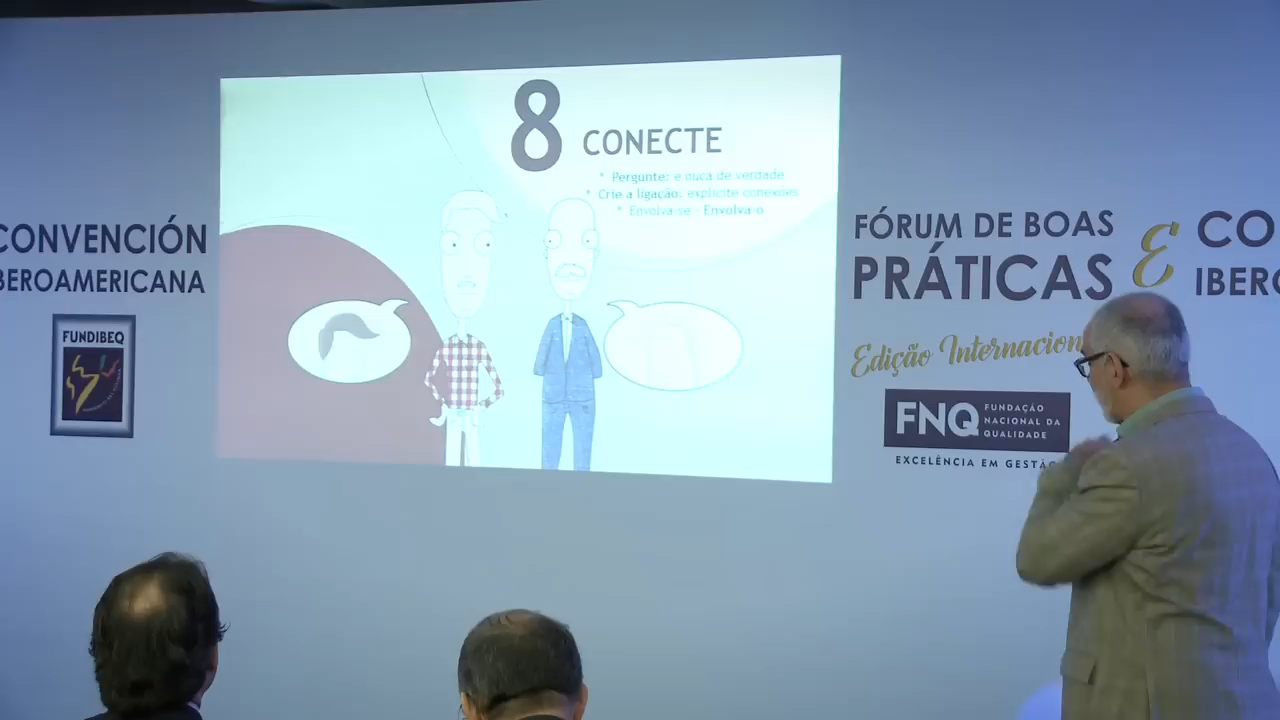 8 CONECTE
* Pergunte: e ouça de verdade
* Crie a ligação: explicite conexões
* Envolva-se - Envolva-o
CONVENCIÓN
BEROAMERICANA
FUNDIBEQ
FÓRUM DE BOAS
PRÁTICAS
E
CO
IBERO
Edição Internacion
FNQ
FUNDAÇÃO
NACIONAL DA
QUALIDADE
EXCELÊNCIA EM GESTÃO